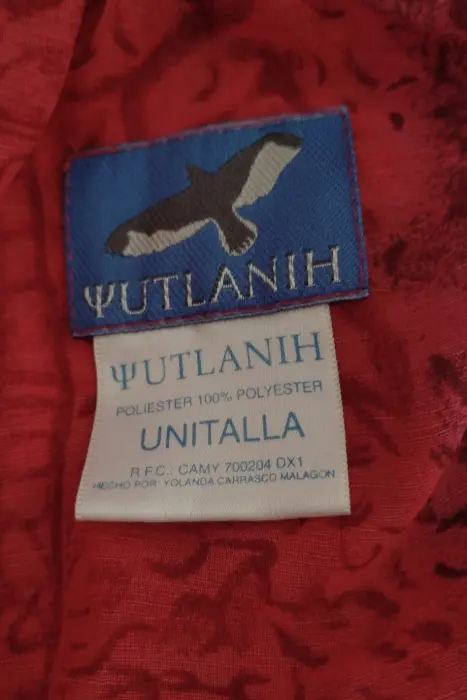 ΨUTLANIH
ΨUTLANIH
POLIESTER 100% POLYESTER
UNITALLA
R.F.C.: CAMY 700204 DX1
HECHO POR: YOLANDA CARRASCO MALAGON